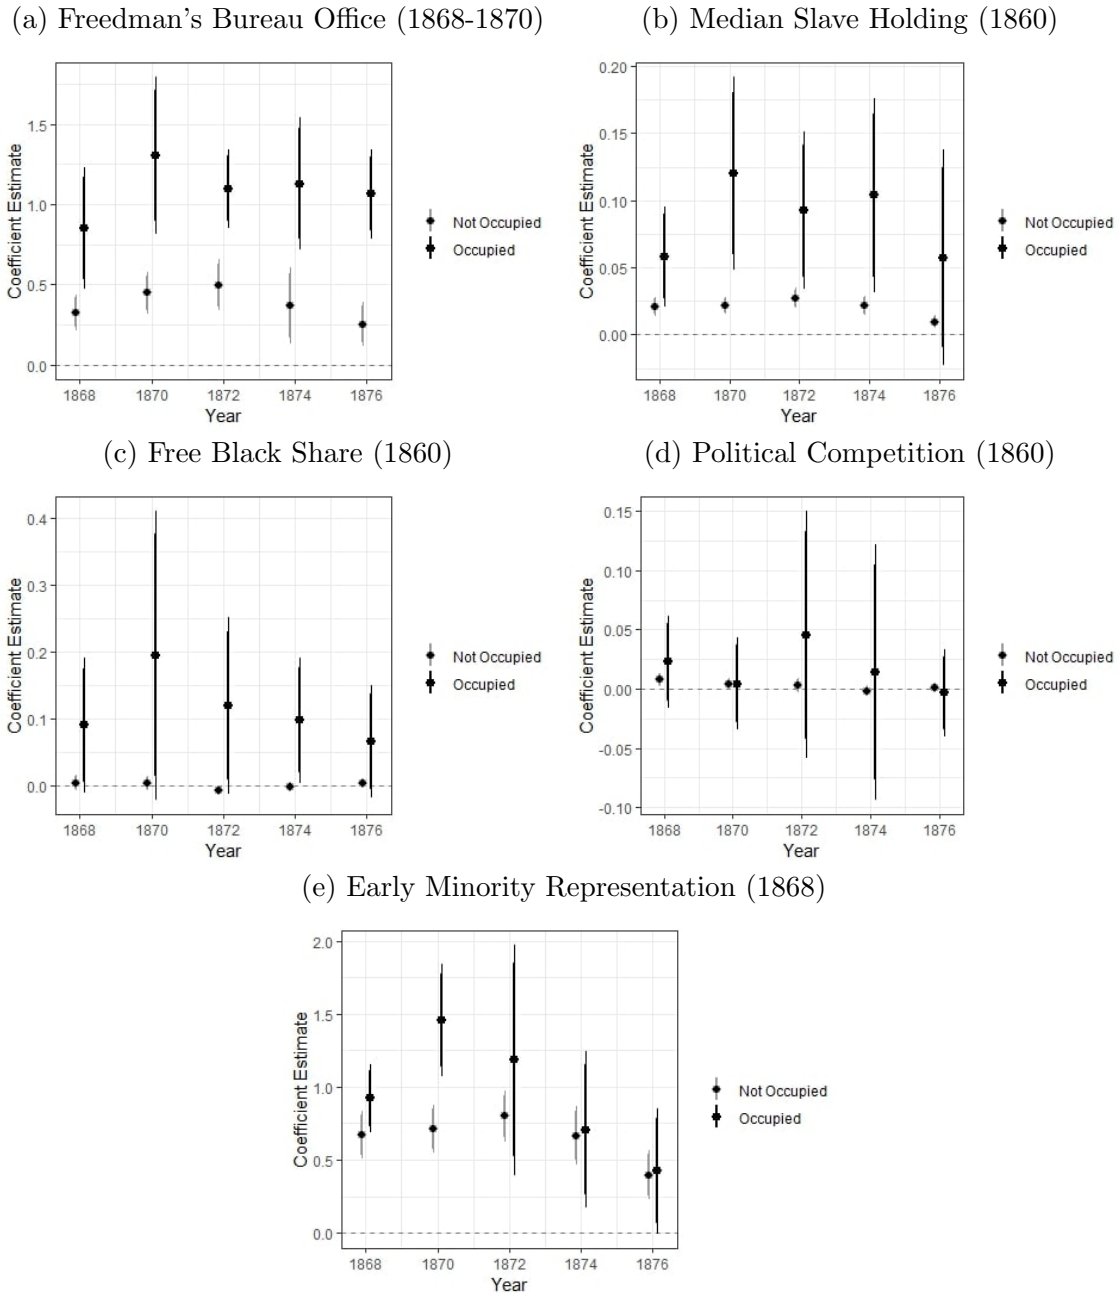 (a) Freedman's Bureau Office (1868-1870)
Coefficient Estimate
1.5
1.0
0.5
0.0
1868 1870 1872 1874 1876
Year
Not Occupied
Occupied
(b) Median Slave Holding (1860)
Coefficient Estimate
0.20
0.15
0.10
0.05
0.00
1868 1870 1872 1874 1876
Year
Not Occupied
Occupied
(c) Free Black Share (1860)
Coefficient Estimate
0.4
0.3
0.2
0.1
0.0
1868 1870 1872 1874 1876
Year
Not Occupied
Occupied
(d) Political Competition (1860)
Coefficient Estimate
0.15
0.10
0.05
0.00
-0.05
-0.10
1868 1870 1872 1874 1876
Year
Not Occupied
Occupied
(e) Early Minority Representation (1868)
Coefficient Estimate
2.0
1.5
1.0
0.5
0.0
1868 1870 1872 1874 1876
Year
Not Occupied
Occupied